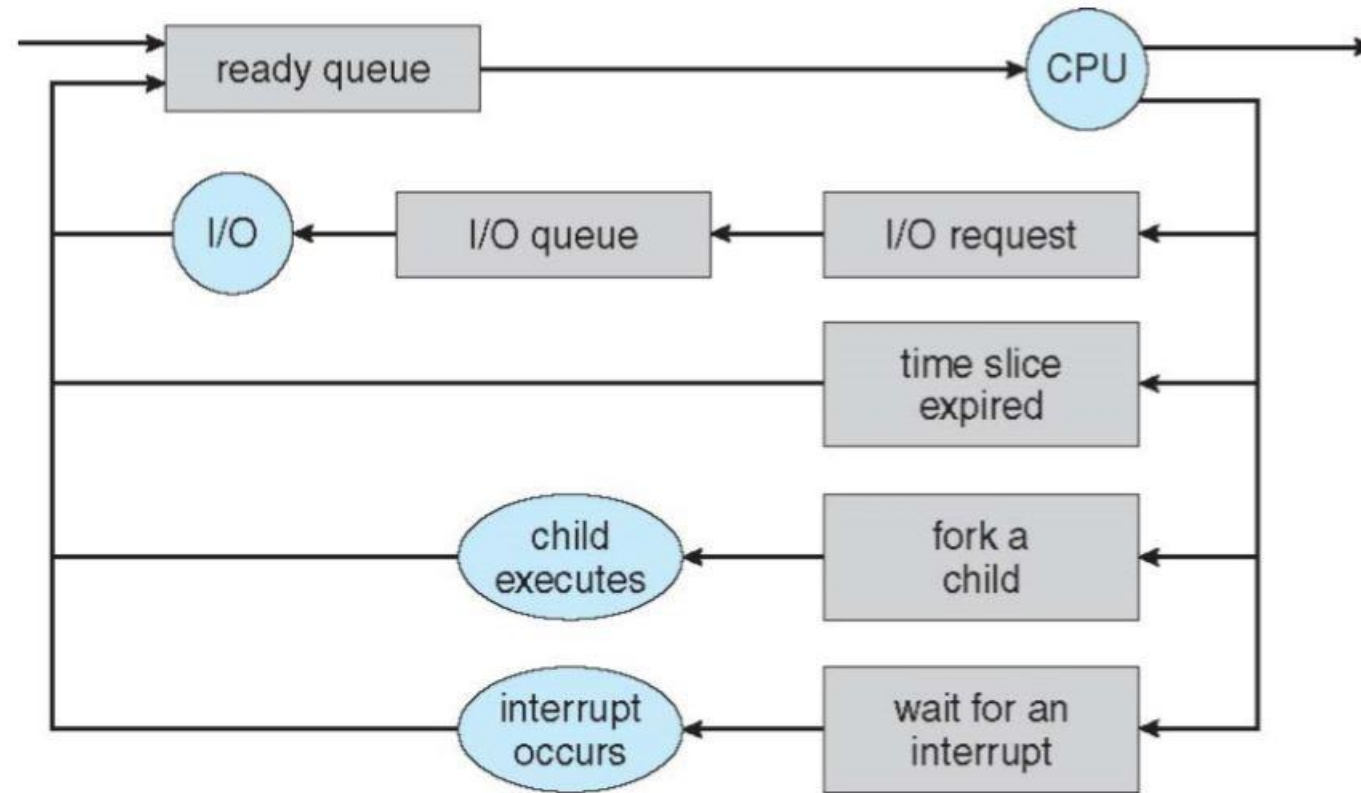 ready queue
CPU
I/O
I/O queue
I/O request
time slice
expired
child
executes
fork a
child
interrupt
occurs
wait for an
interrupt